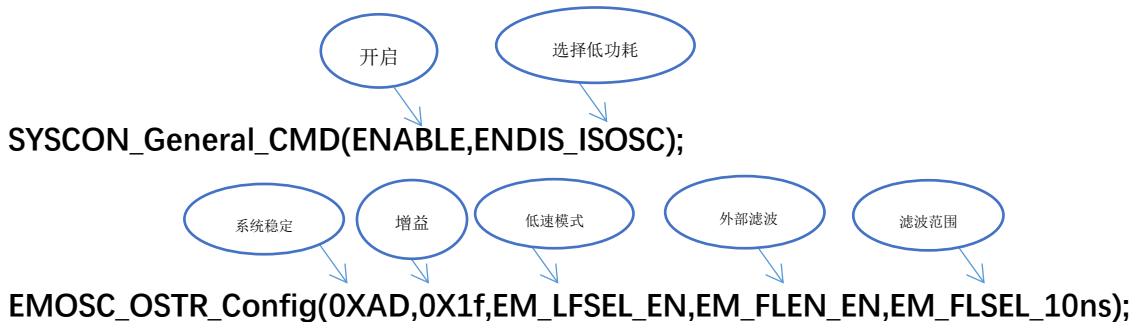 开启
选择低功耗
SYSCON_General_CMD(ENABLE,ENDIS_ISOSC);
系统稳定
增益
低速模式
外部滤波
滤波范围
EMOSC_OSTR_Config(0XAD,0X1f,EM_LFSEL_EN,EM_FLEN_EN,EM_FLSEL_10ns);